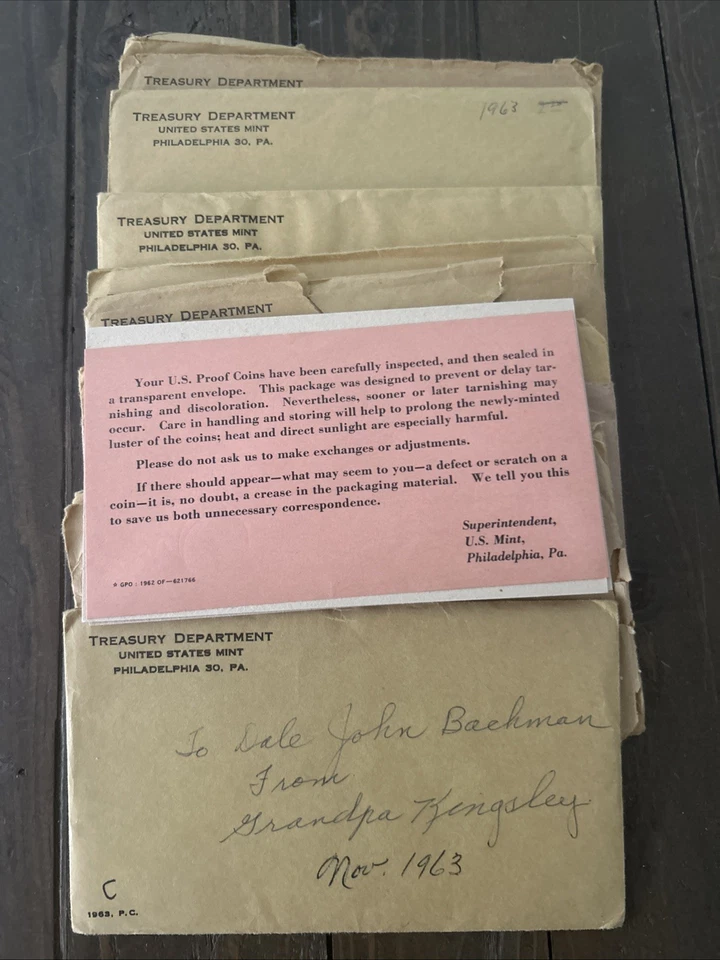 TREASURY DEPARTMENT
TREASURY DEPARTMENT
UNITED STATES MINT
PHILADELPHIA 30, PA.
1963
TREASURY DEPARTMENT
UNITED STATES MINT
PHILADELPHIA 30, PA.
TREASURY DEPARTMENT
Your U.S. Proof Coins have been carefully inspected, and then sealed in
a transparent envelope. This package was designed to prevent or delay tar-
nishing and discoloration. Nevertheless, sooner or later tarnishing may
occur. Care in handling and storing will help to prolong the newly-minted
luster of the coins; heat and direct sunlight are especially harmful.
Please do not ask us to make exchanges or adjustments.
If there should appear—what may seem to you—a defect or scratch on a
coin—it is, no doubt, a crease in the packaging material. We tell you this
to save us both unnecessary correspondence.
Superintendent,
U.S. Mint,
Philadelphia, Pa.
☆ GPO : 1962 OF—621766
TREASURY DEPARTMENT
UNITED STATES MINT
PHILADELPHIA 30, PA.
To Dale John Bachman
From
Grandpa Kingsley
Nov. 1963
C
1963, P.C.